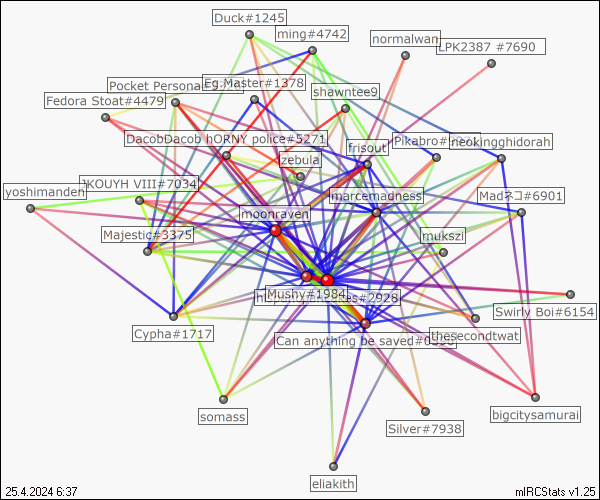 Duck#1245
ming#4742
normalwan
LPK2387 #7690
Pocket Persona
Eg.Master#1378
shawntee9
Fedora Stoat#4479
DacobDacob hORNY police#5271
frisout
Pikabro#
neokingghidorah
zebula
yoshimanden
KOUYH VIII#7034
marcemadness
Madネコ#6901
moonraven
Majestic#3375
mukszi
Mushy#1984
#2928
Swirly Boi#6154
Cypha#1717
Can anything be saved#0
thesecondtwat
somass
bigcitysamurai
Silver#7938
eliakith
25.4.2024 6:37
mIRCStats v1.25